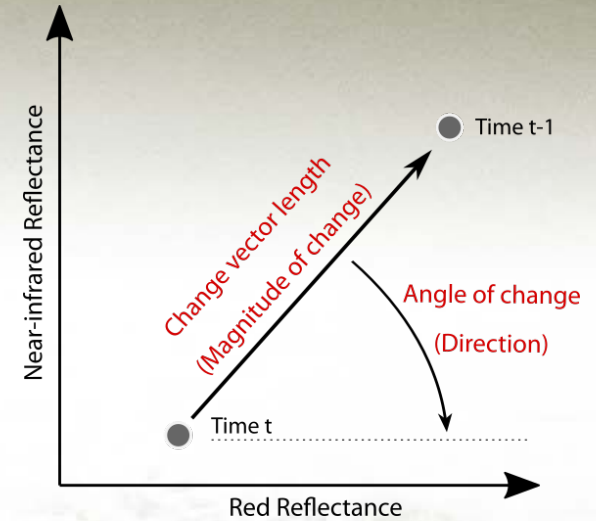 Near-infrared Reflectance
Time t-1
Change vector length
(Magnitude of change)
Angle of change
(Direction)
Time t
Red Reflectance